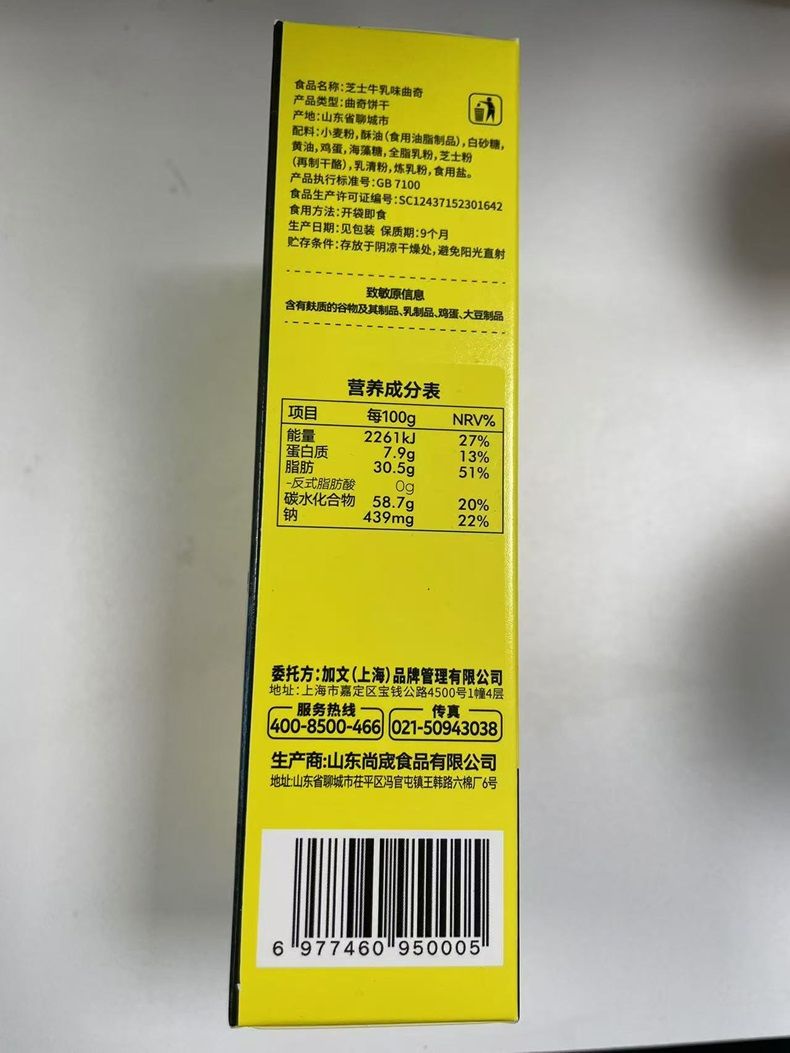 食品名称:芝士牛乳味曲奇
产品类型:曲奇饼干
产地:山东省聊城市
配料:小麦粉,酥油(食用油脂制品),白砂糖,
黄油,鸡蛋,海藻糖,全脂乳粉,芝士粉
(再制干酪),乳清粉,炼乳粉,食用盐。
产品执行标准号:GB 7100
食品生产许可证编号:SC12437152301642
食用方法:开袋即食
生产日期:见包装 保质期:9个月
贮存条件:存放于阴凉干燥处,避免阳光直射
致敏原信息
含有麸质的谷物及其制品、乳制品、鸡蛋、大豆制品
营养成分表
项目 每100g NRV%
能量 2261kJ 27%
蛋白质 7.9g 13%
脂肪 30.5g 51%
-反式脂肪酸 0g
碳水化合物 58.7g 20%
钠 439mg 22%
委托方:加文(上海)品牌管理有限公司
地址:上海市嘉定区宝钱公路4500号1幢4层
服务热线 传真
400-8500-466 021-50943038
生产商:山东尚宬食品有限公司
地址:山东省聊城市茌平区冯官屯镇王韩路六棉厂6号
6 977460 950005